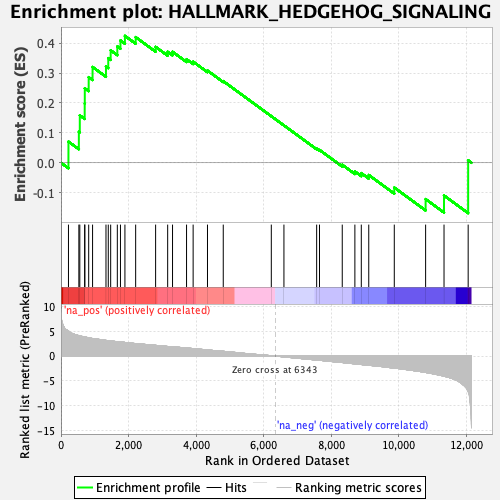 Enrichment plot: HALLMARK_HEDGEHOG_SIGNALING
Enrichment score (ES)
0.4
0.3
0.2
0.1
0.0
-0.1
'na_pos' (positively correlated)
Ranked list metric (PreRanked)
10
5
0
-5
-10
-15
Zero cross at 6343
'na_neg' (negatively correlated)
0
2,000
4,000
6,000
8,000
10,000
12,000
Rank in Ordered Dataset
Enrichment profile
Hits
Ranking metric scores